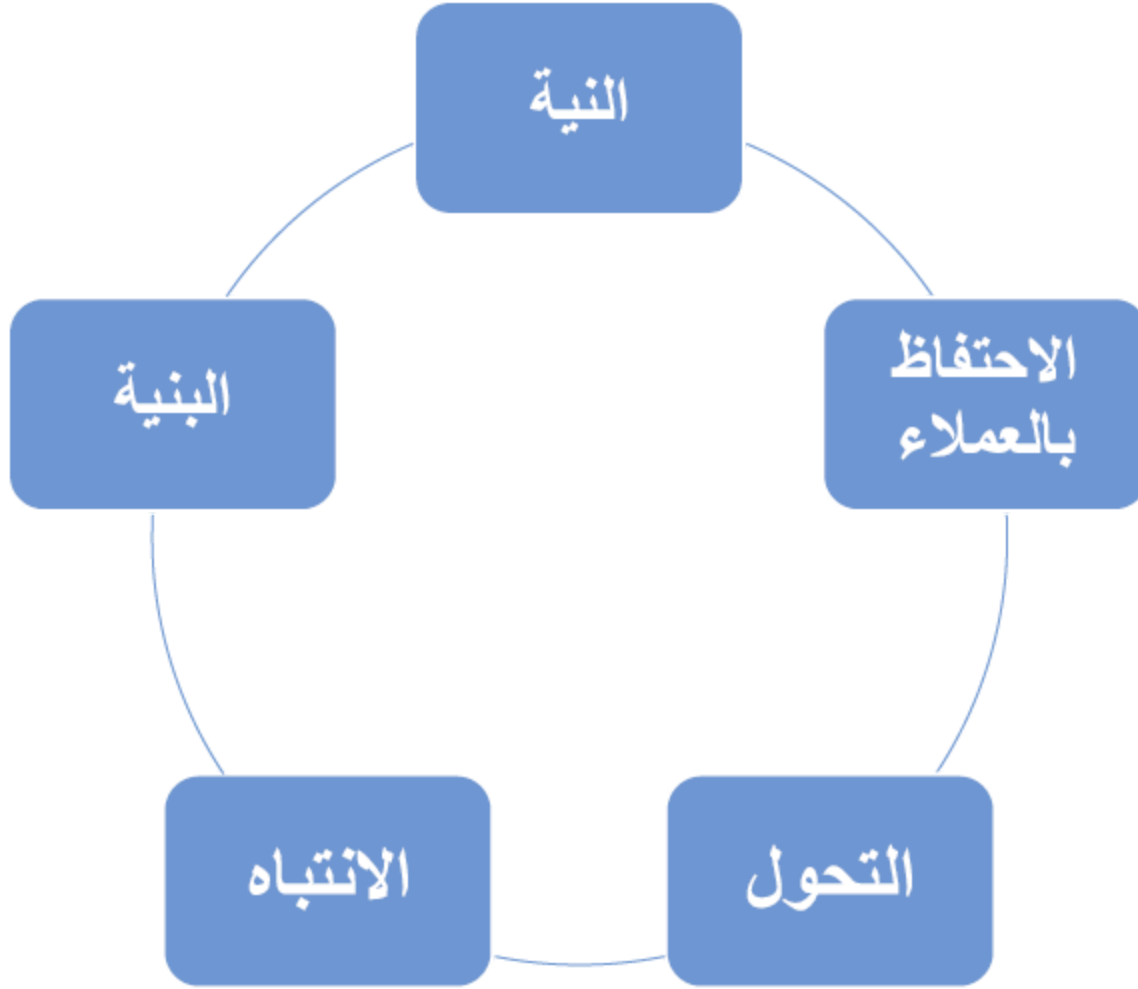 النية
الاحتفاظ
بالعملاء
البنية
التحول
الانتباه